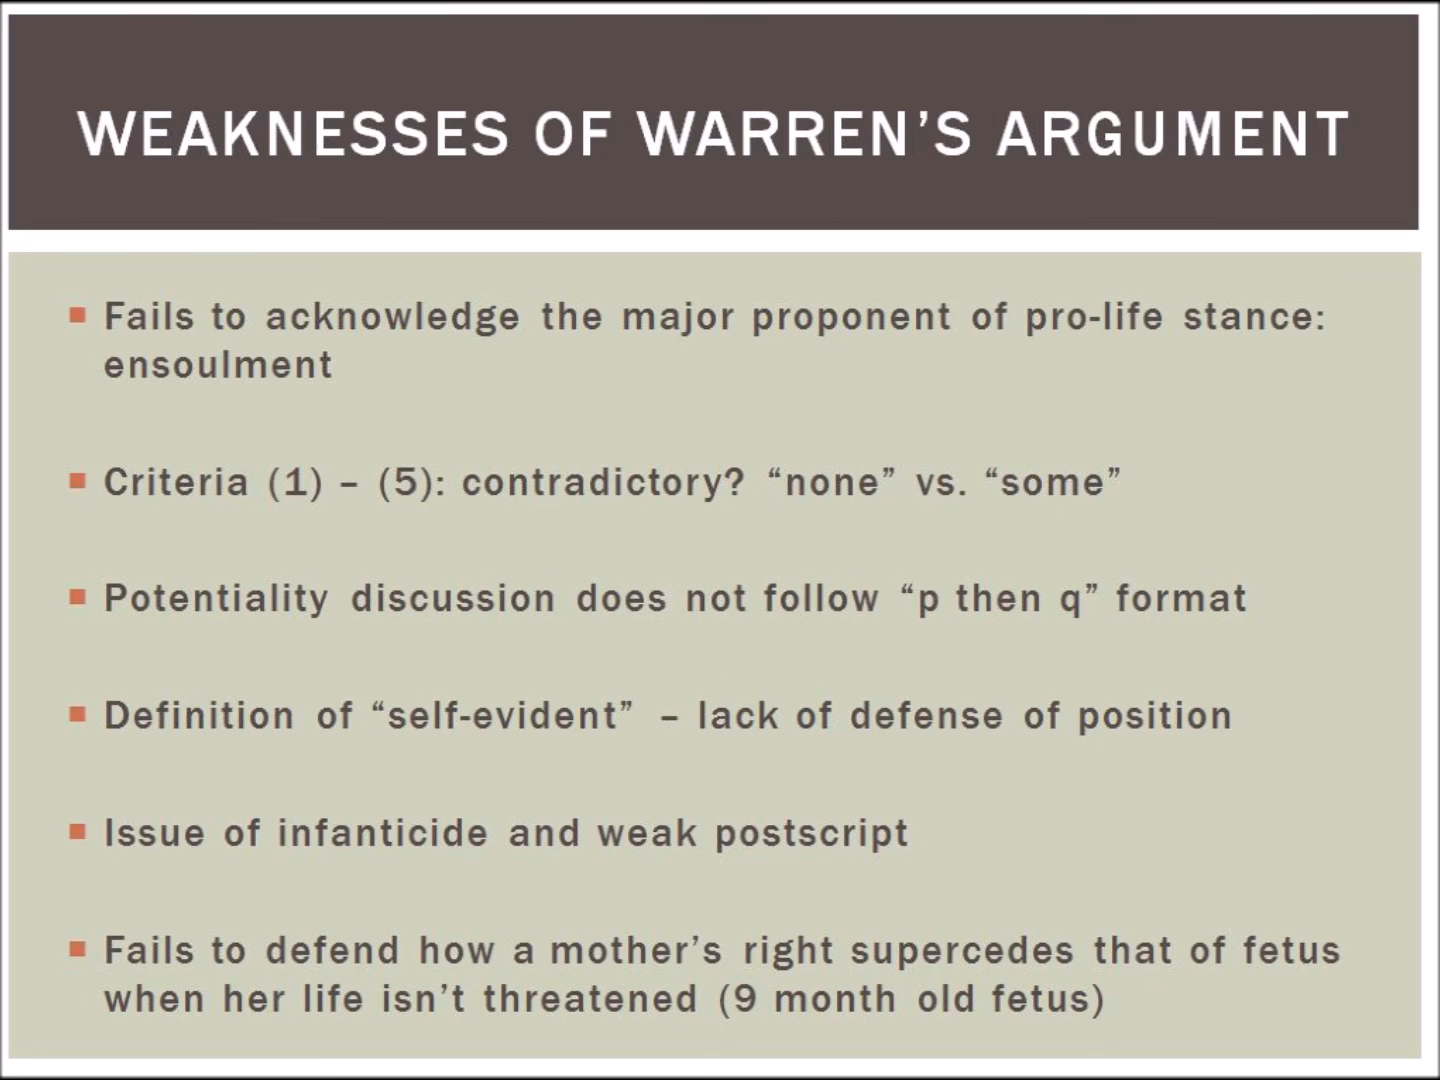 WEAKNESSES OF WARREN’S ARGUMENT
Fails to acknowledge the major proponent of pro-life stance:
ensoulment
Criteria (1) – (5): contradictory? “none” vs. “some”
Potentiality discussion does not follow “p then q” format
Definition of “self-evident” – lack of defense of position
Issue of infanticide and weak postscript
Fails to defend how a mother’s right supercedes that of fetus
when her life isn’t threatened (9 month old fetus)